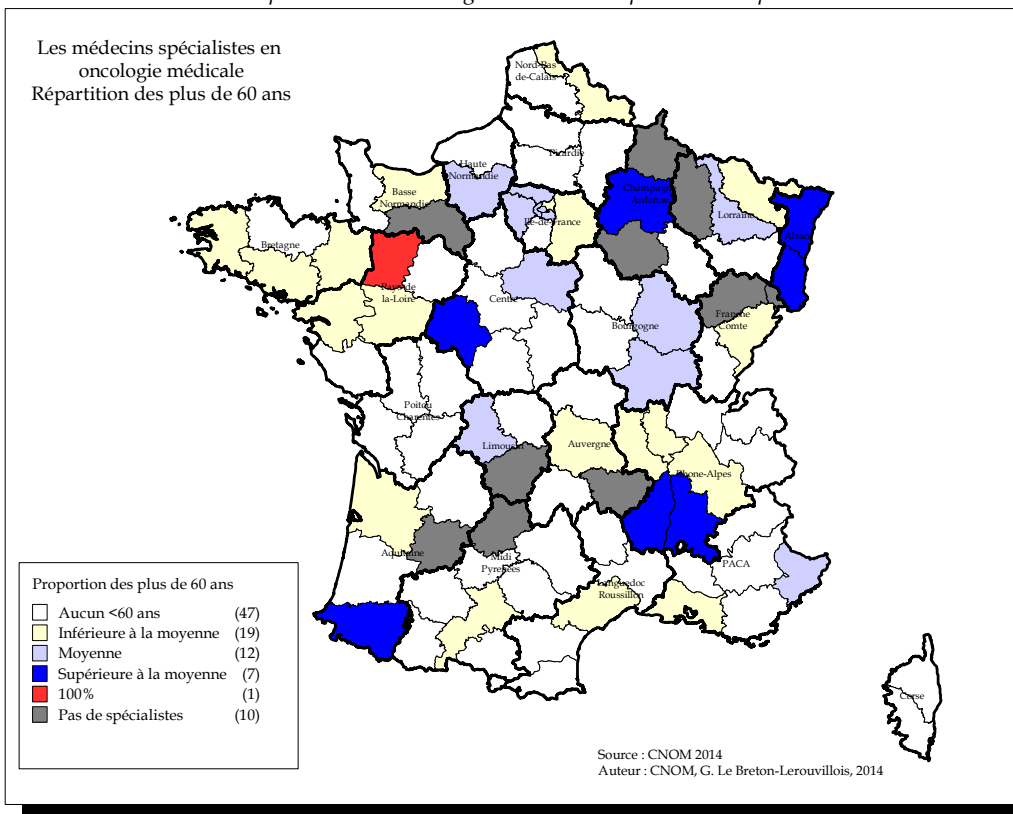 Les médecins spécialistes en
oncologie médicale
Répartition des plus de 60 ans
Nord-Pas
de-Calais
Picardie
Haute
Normandie
Basse
Normandie
Champagne
Ardenne
Lorraine
Alsace
Ile-de-France
Bretagne
Pays de
la-Loire
Centre
Bourgogne
Franche
Comte
Poitou
Charentes
Limousin
Auvergne
Rhone-Alpes
Aquitaine
Midi
Pyrenées
Languedoc
Roussillon
PACA
Corse
Proportion des plus de 60 ans
Aucun <60 ans (47)
Inférieure à la moyenne (19)
Moyenne (12)
Supérieure à la moyenne (7)
100% (1)
Pas de spécialistes (10)
Source : CNOM 2014
Auteur : CNOM, G. Le Breton-Lerouvillois, 2014